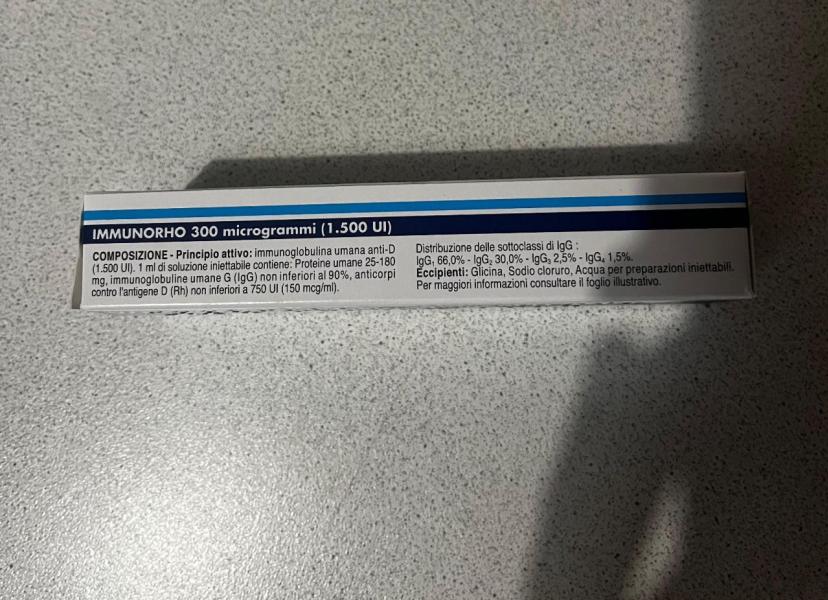 IMMUNORHO 300 microgrammi (1.500 UI)
COMPOSIZIONE - Principio attivo: immunoglobulina umana anti-D
(1.500 UI). 1 ml di soluzione iniettabile contiene: Proteine umane 25-180
mg, immunoglobuline umane G (IgG) non inferiori al 90%, anticorpi
contro l'antigene D (Rh) non inferiori a 750 UI (150 mcg/ml).
Distribuzione delle sottoclassi di IgG :
IgG₁ 66,0% - IgG₂ 30,0% - IgG₃ 2,5% - IgG₄ 1,5%.
Eccipienti: Glicina, Sodio cloruro, Acqua per preparazioni iniettabili.
Per maggiori informazioni consultare il foglio illustrativo.